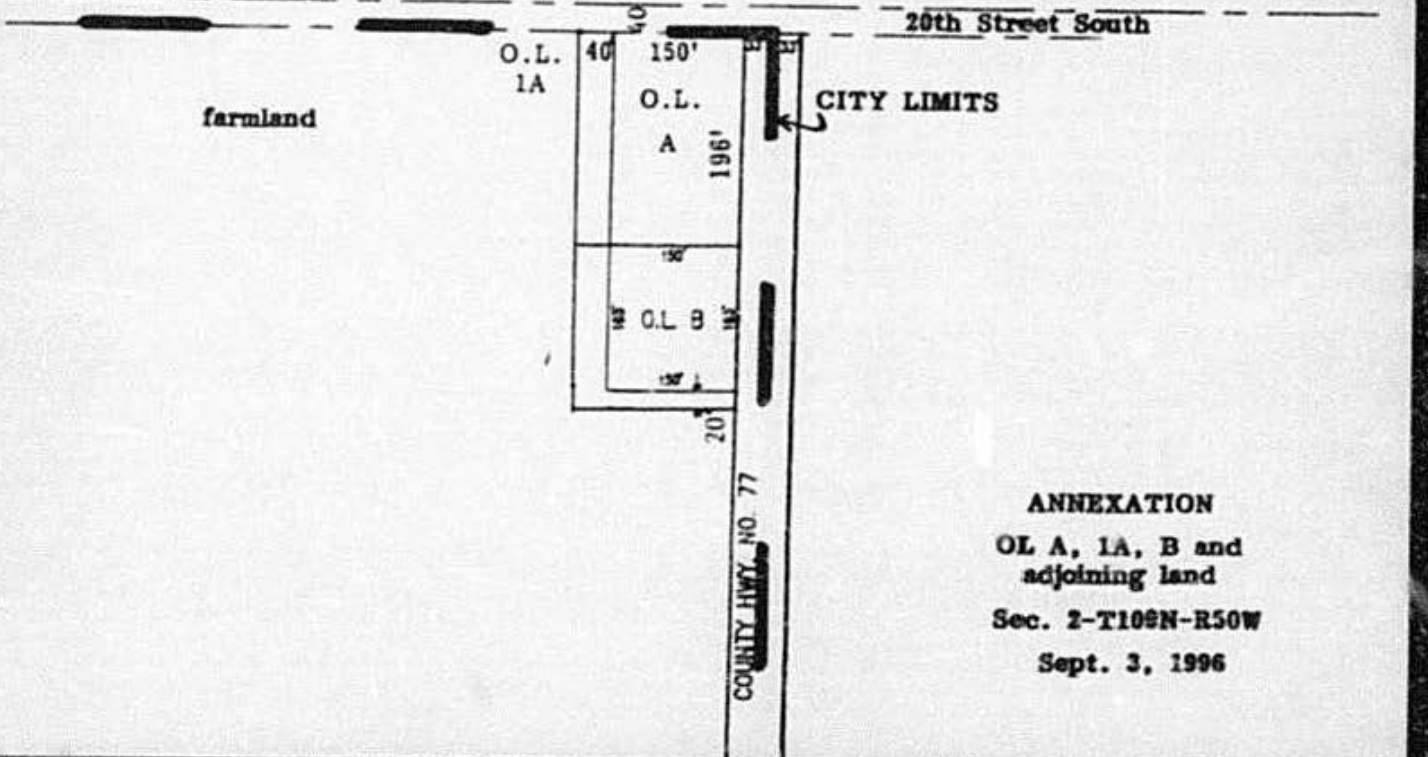 20th Street South
40
O.L.
1A
40
150'
O.L.
A
196'
CITY LIMITS
farmland
150'
O.L. B
150'
20'
COUNTY HWY. NO. 77
ANNEXATION
OL A, 1A, B and
adjoining land
Sec. 2-T109N-R50W
Sept. 3, 1996